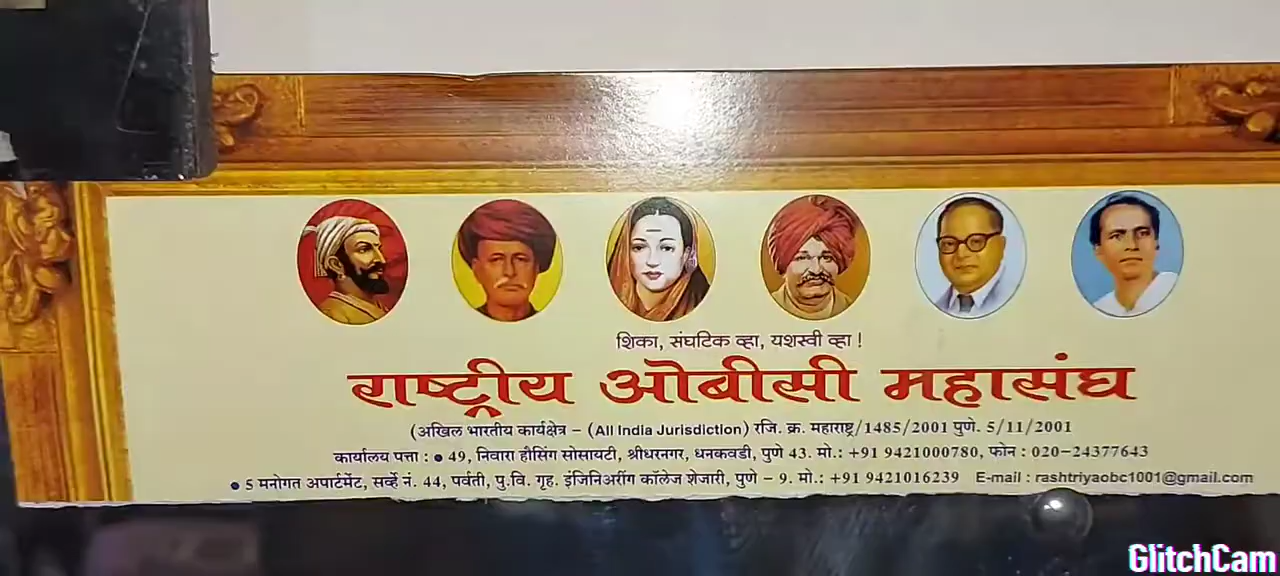 शिका, संघटिक व्हा, यशस्वी व्हा !
राष्ट्रीय ओबीसी महासंघ
(अखिल भारतीय कार्यक्षेत्र – (All India Jurisdiction) रजि. क्र. महाराष्ट्र/1485/2001 पुणे. 5/11/2001
कार्यालय पत्ता : ● 49, निवारा हौसिंग सोसायटी, श्रीधरनगर, धनकवडी, पुणे 43. मो.: +91 9421000780, फोन : 020-24377643
● 5 मनोगत अपार्टमेंट, सर्व्हे नं. 44, पर्वती, पु.वि. गृह. इंजिनिअरींग कॉलेज शेजारी, पुणे – 9. मो.: +91 9421016239 E-mail : rashtriyaobc1001@gmail.com
GlitchCam